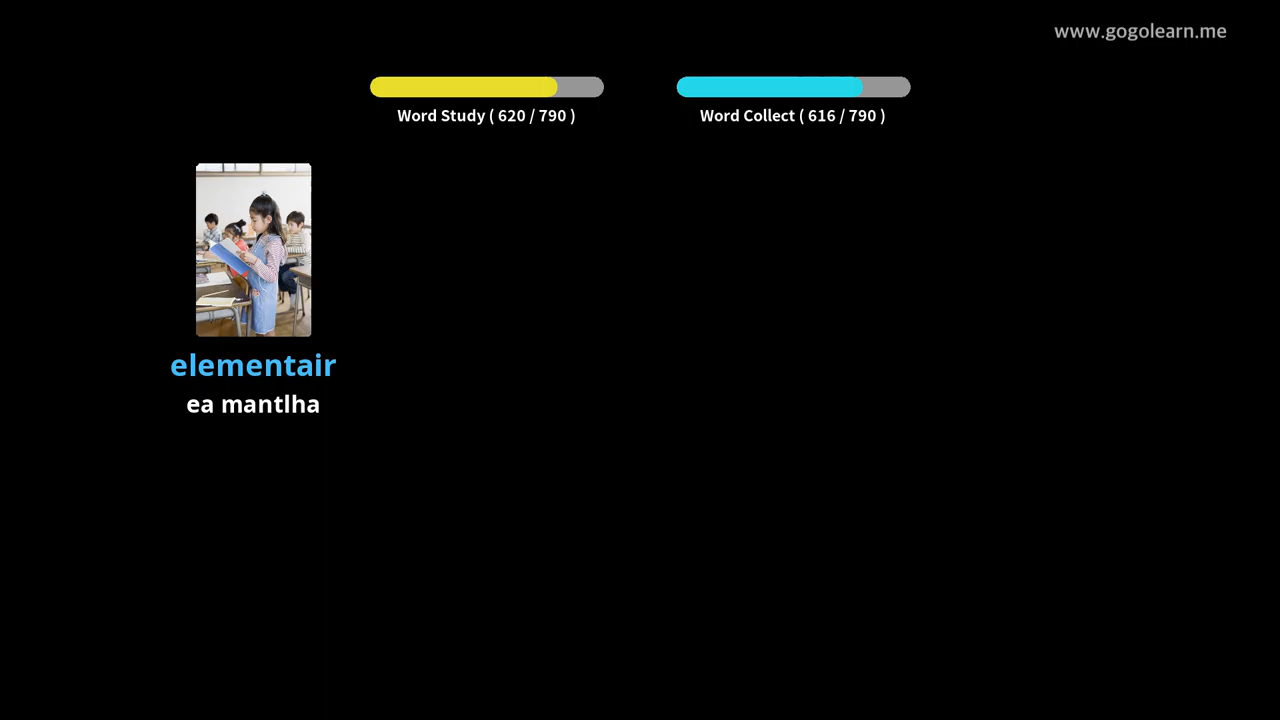 www.gogolearn.me
Word Study ( 620 / 790 )
Word Collect ( 616 / 790 )
elementair
ea mantlha